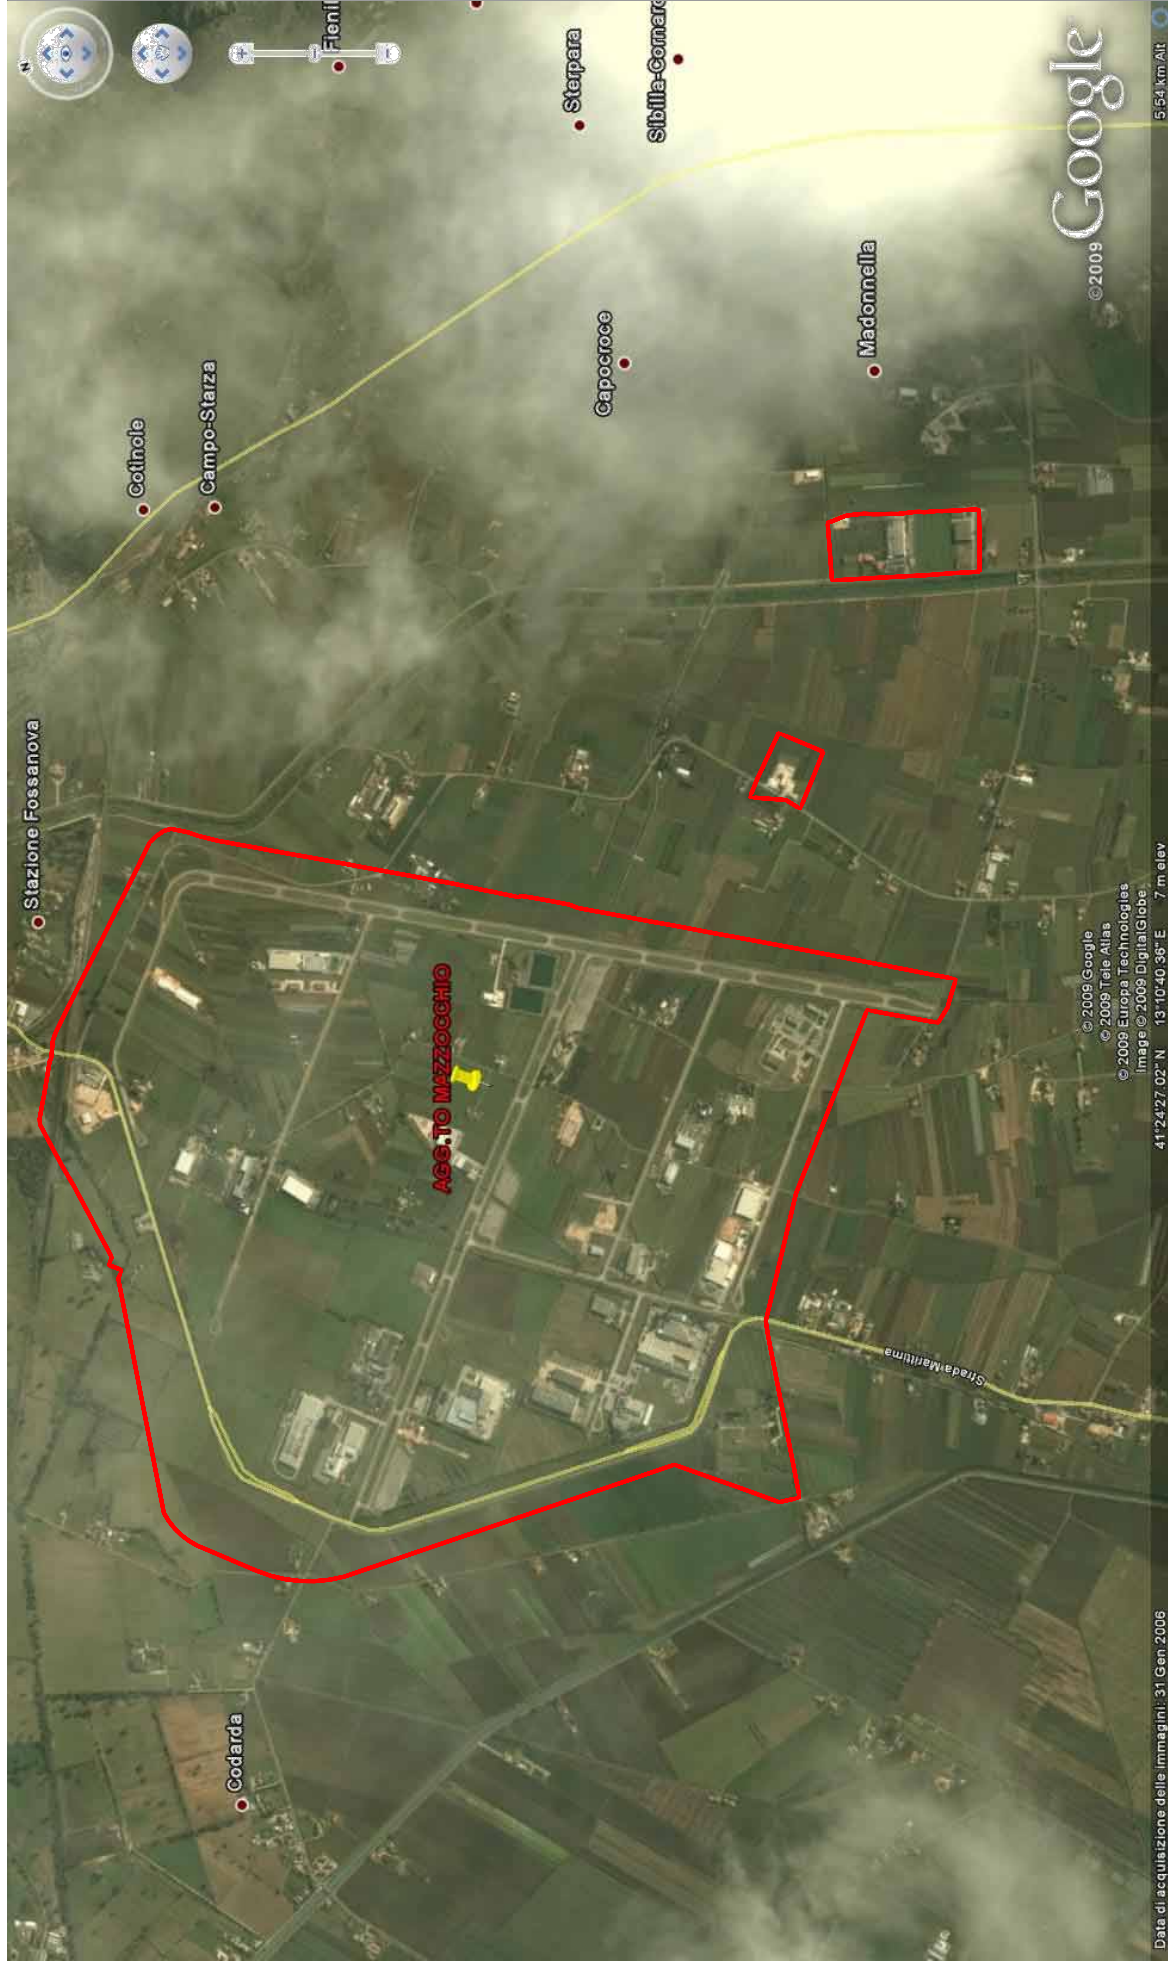 Stazione Fossanova
Cotinole
Campo-Starza
Fienil
Sterpara
Sibilla-Cornaro
Capocroce
Madonnella
Codarda
AGG.TO MAZZOCCHIO
Strada Marittima
©2009 Google
© 2009 Google
© 2009 Tele Atlas
© 2009 Europa Technologies
Image © 2009 DigitalGlobe
Data di acquisizione delle immagini: 31 Gen 2006
41°24'27.02" N 13°10'40.36" E 7 m elev
5.54 km Alt
N